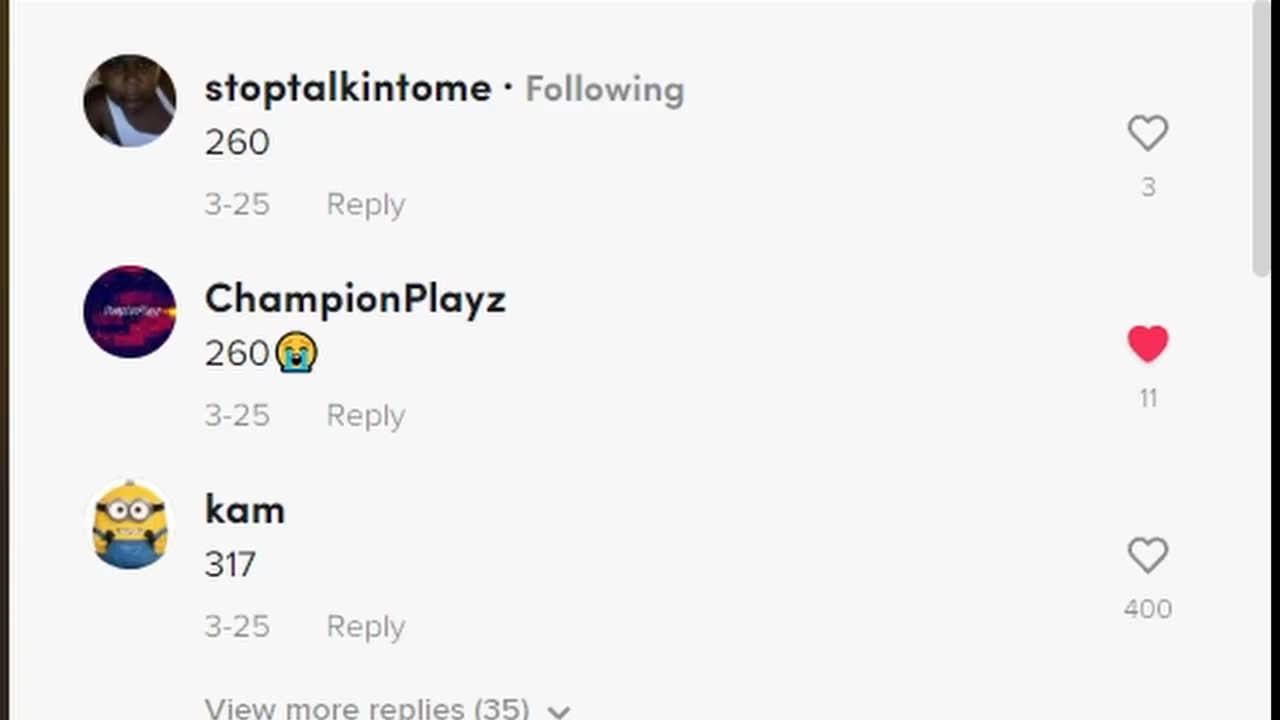 stoptalkintome · Following
260
3-25 Reply
3
ChampionPlayz
260😭
3-25 Reply
11
kam
317
3-25 Reply
400
View more replies (35)